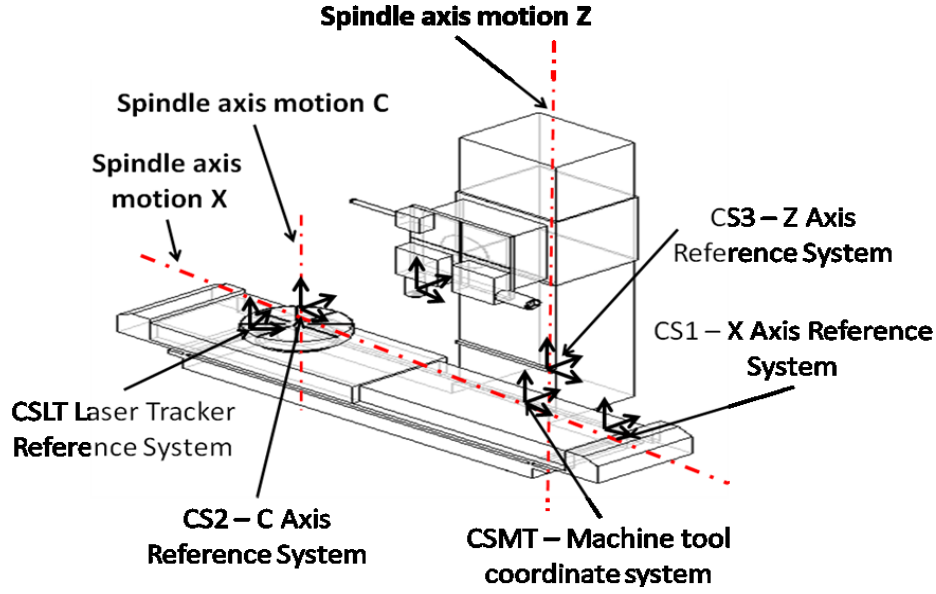 Spindle axis motion Z
Spindle axis motion C
Spindle axis
motion X
CS3 – Z Axis
Reference System
CS1 – X Axis Reference
System
CSLT Laser Tracker
Reference System
CS2 – C Axis
Reference System
CSMT – Machine tool
coordinate system